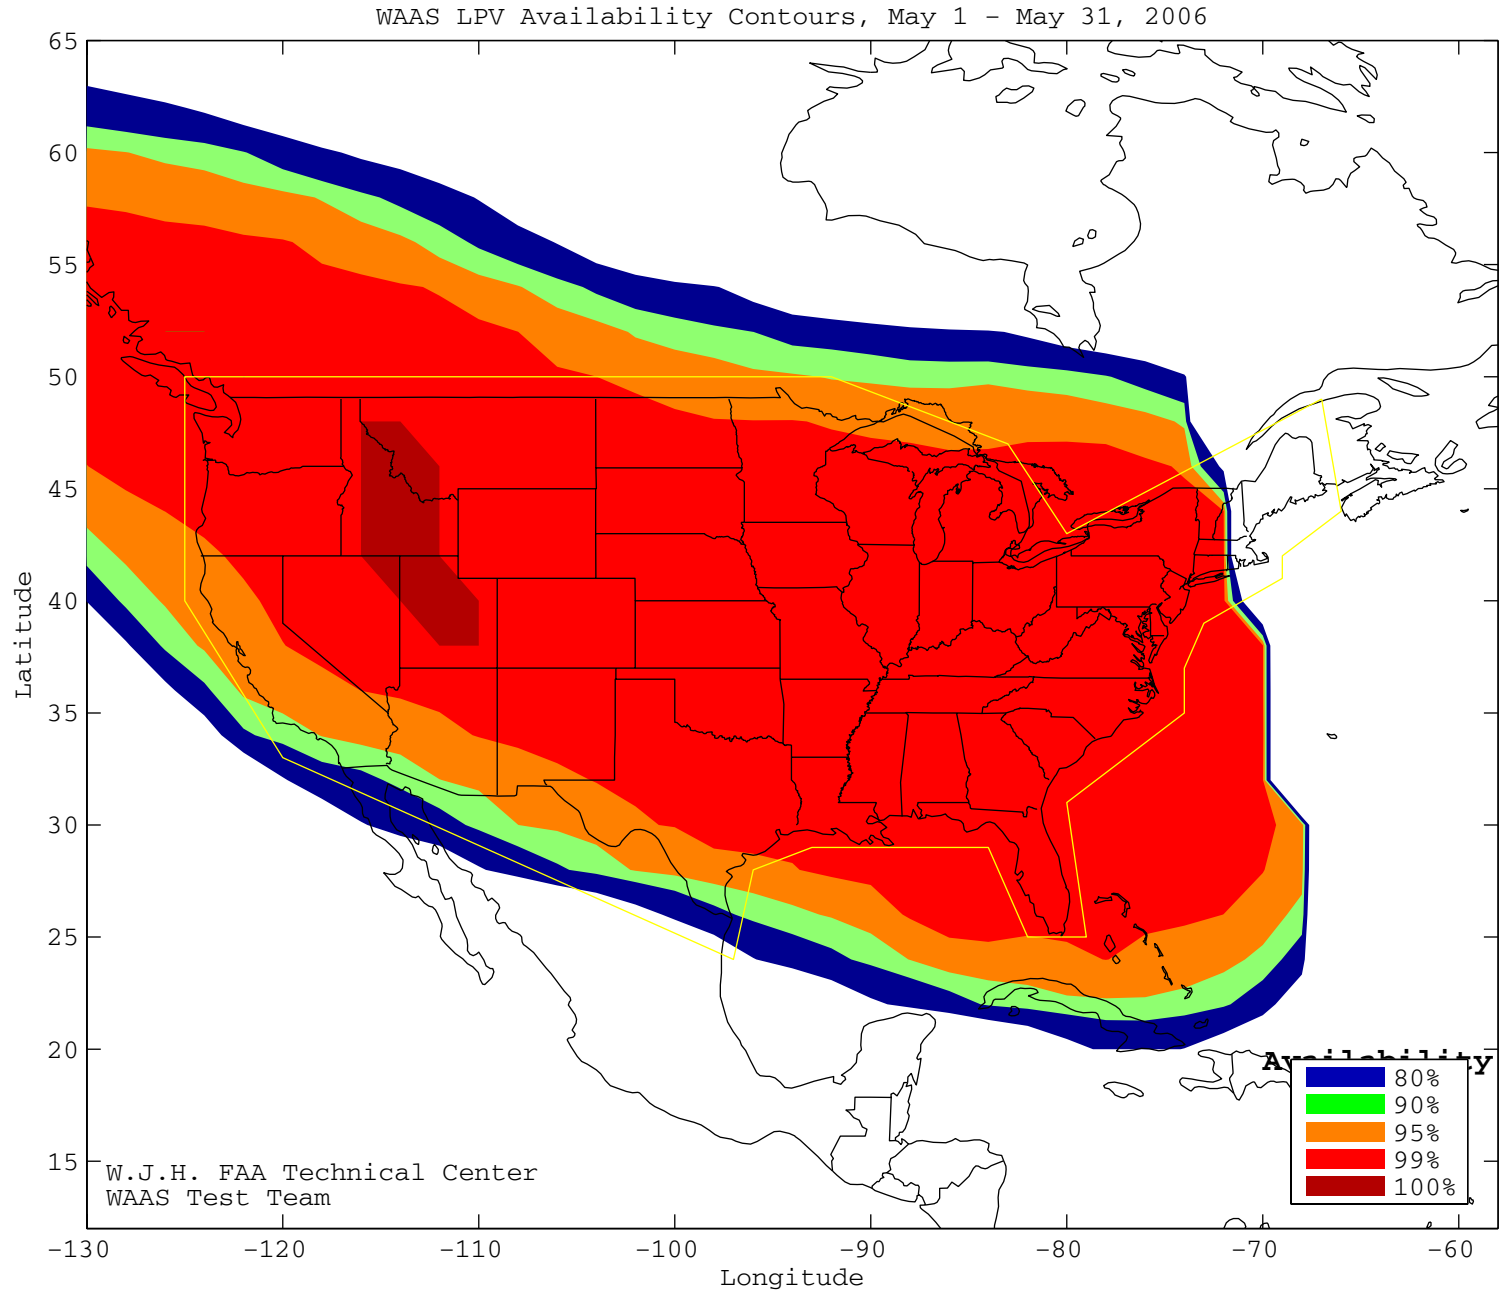 WAAS LPV Availability Contours, May 1 - May 31, 2006
65
60
55
50
45
40
35
30
25
20
15
Latitude
Availability
80%
90%
95%
99%
100%
W.J.H. FAA Technical Center
WAAS Test Team
-130 -120 -110 -100 -90 -80 -70 -60
Longitude